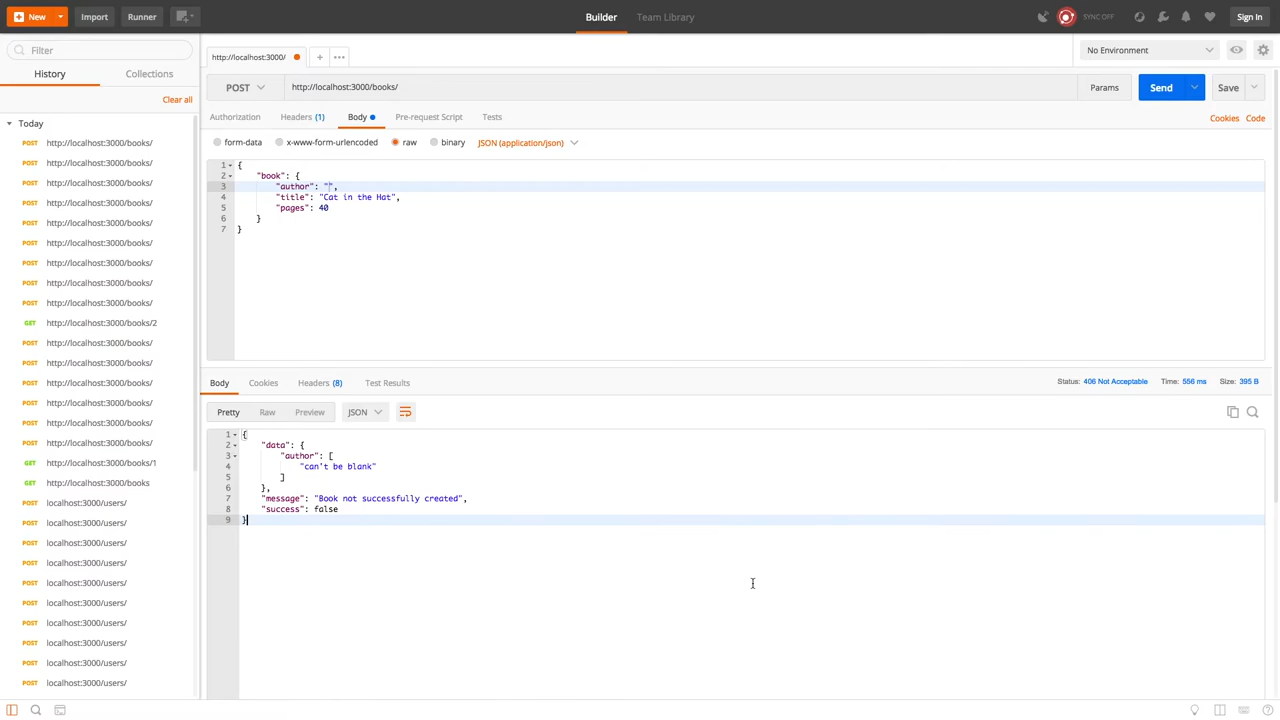 New Import Runner Builder Team Library SYNC OFF Sign In
Filter
History Collections
Clear all
Today
POST http://localhost:3000/books/
POST http://localhost:3000/books/
POST http://localhost:3000/books/
POST http://localhost:3000/books/
POST http://localhost:3000/books/
POST http://localhost:3000/books/
POST http://localhost:3000/books/
POST http://localhost:3000/books/
POST http://localhost:3000/books/
GET http://localhost:3000/books/2
POST http://localhost:3000/books/
POST http://localhost:3000/books/
POST http://localhost:3000/books/
POST http://localhost:3000/books/
POST http://localhost:3000/books/
POST http://localhost:3000/books/
GET http://localhost:3000/books/1
GET http://localhost:3000/books
POST localhost:3000/users/
POST localhost:3000/users/
POST localhost:3000/users/
POST localhost:3000/users/
POST localhost:3000/users/
POST localhost:3000/users/
POST localhost:3000/users/
POST localhost:3000/users/
POST localhost:3000/users/
POST localhost:3000/users/
http://localhost:3000/ + ••• No Environment
POST http://localhost:3000/books/ Params Send Save
Authorization Headers (1) Body Pre-request Script Tests Cookies Code
form-data x-www-form-urlencoded raw binary JSON (application/json)
1 {
2 "book": {
3 "author": "",
4 "title": "Cat in the Hat",
5 "pages": 40
6 }
7 }
Body Cookies Headers (8) Test Results Status: 406 Not Acceptable Time: 556 ms Size: 395 B
Pretty Raw Preview JSON
1 {
2 "data": {
3 "author": [
4 "can't be blank"
5 ]
6 },
7 "message": "Book not successfully created",
8 "success": false
9 }